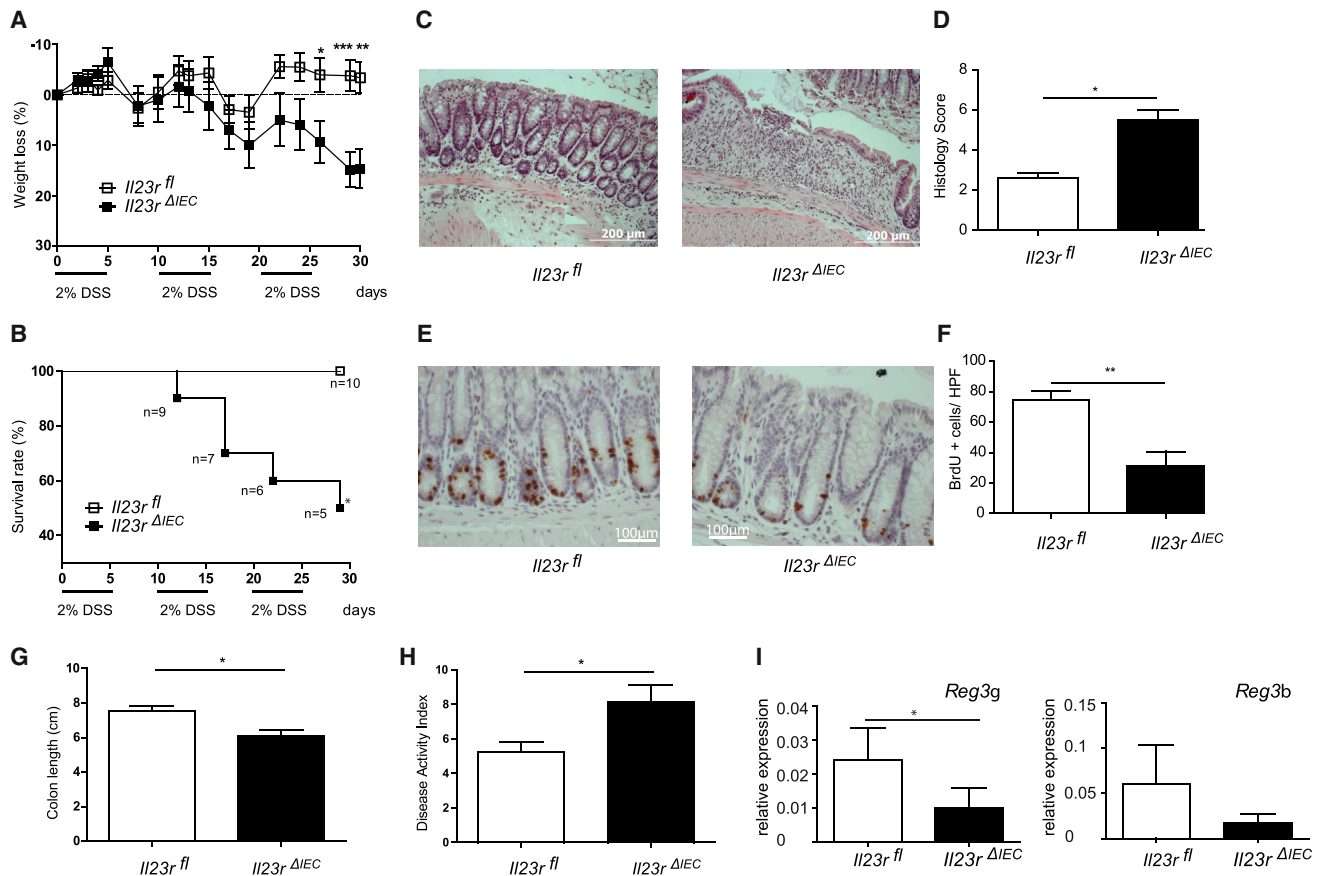 A
Weight loss (%)
-10
0
10
20
30
Il23r fl
Il23r ΔIEC
* *** **
0 5 10 15 20 25 30
2% DSS 2% DSS 2% DSS days
B
Survival rate (%)
100
80
60
40
n=10
n=9
n=7
n=6
n=5 *
Il23r fl
Il23r ΔIEC
0 5 10 15 20 25 30
2% DSS 2% DSS 2% DSS days
C
200 µm
200 µm
Il23r fl
Il23r ΔIEC
D
Histology Score
8
6
4
2
0
*
Il23r fl
Il23r ΔIEC
E
100µm
100µm
Il23r fl
Il23r ΔIEC
F
BrdU + cells/ HPF
100
80
60
40
20
0
**
Il23r fl
Il23r ΔIEC
G
Colon length (cm)
10
8
6
4
2
0
*
Il23r fl
Il23r ΔIEC
H
Disease Activity Index
10
8
6
4
2
0
*
Il23r fl
Il23r ΔIEC
I
Reg3g
relative expression
0.04
0.03
0.02
0.01
0
*
Il23r fl
Il23r ΔIEC
Reg3b
relative expression
0.15
0.1
0.05
0
Il23r fl
Il23r ΔIEC